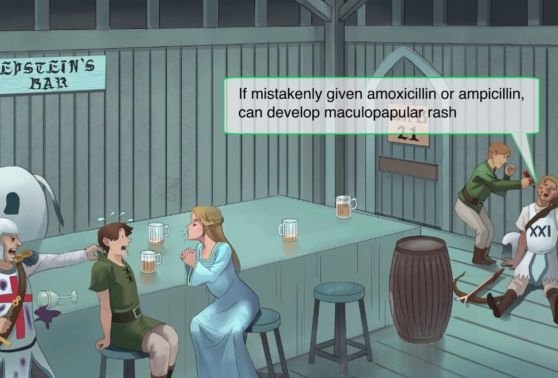 EPSTEIN'S
BAR
If mistakenly given amoxicillin or ampicillin,
can develop maculopapular rash
21
XXI